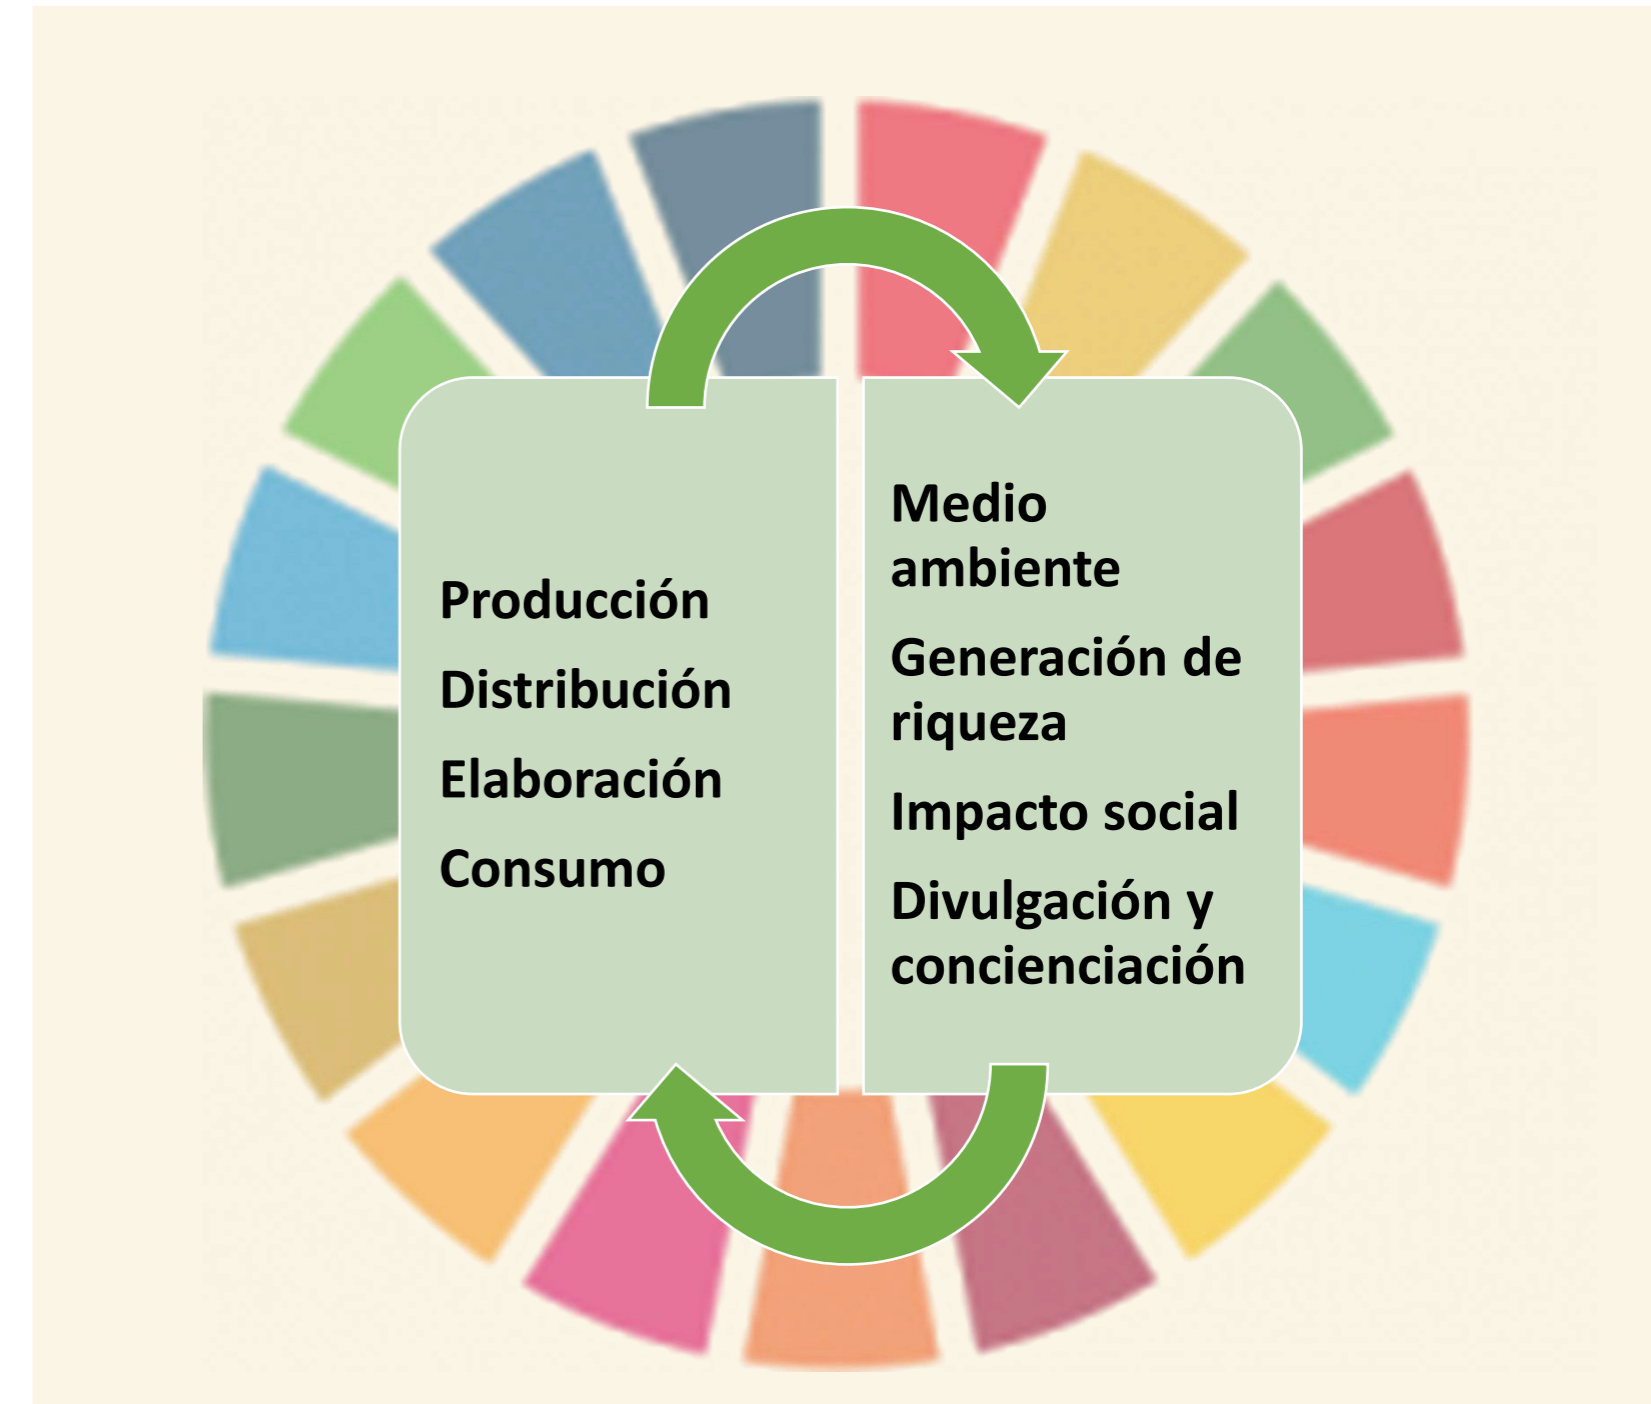 Producción
Distribución
Elaboración
Consumo
Medio
ambiente
Generación de
riqueza
Impacto social
Divulgación y
concienciación